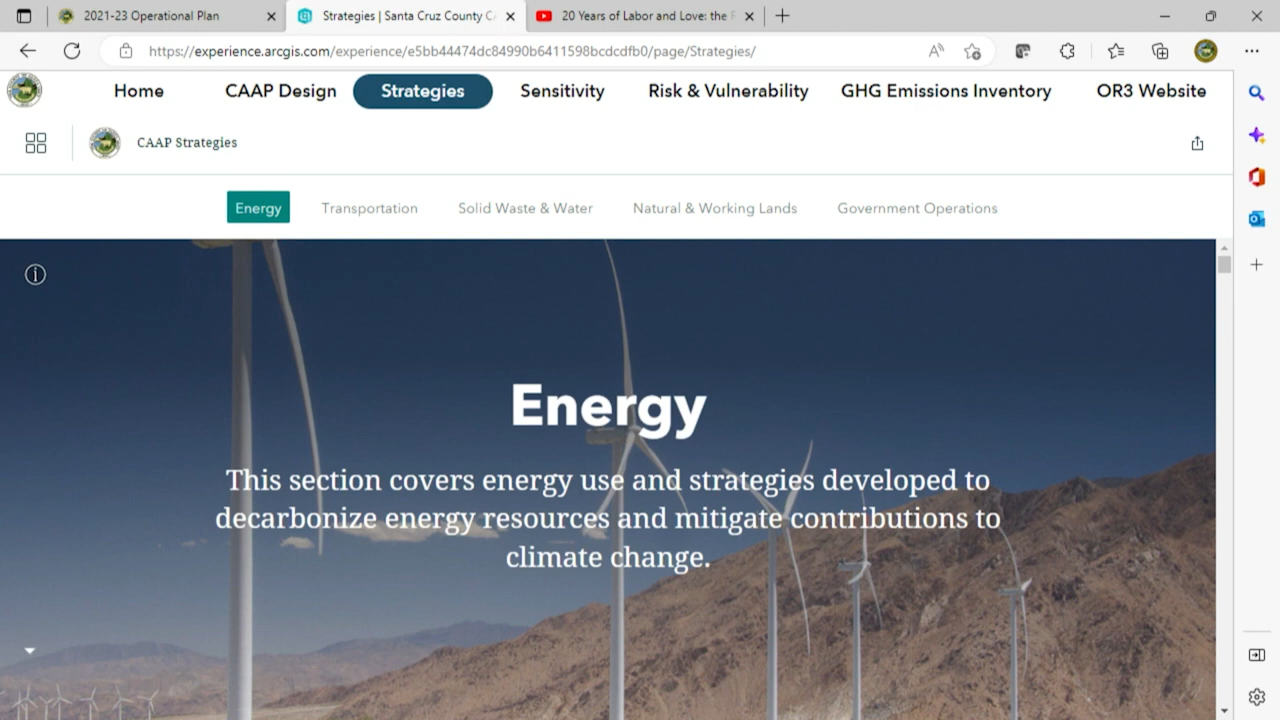 2021-23 Operational Plan
Strategies | Santa Cruz County C
20 Years of Labor and Love: the
https://experience.arcgis.com/experience/e5bb44474dc84990b6411598bcdcdfb0/page/Strategies/
Home CAAP Design Strategies Sensitivity Risk & Vulnerability GHG Emissions Inventory OR3 Website
CAAP Strategies
Energy Transportation Solid Waste & Water Natural & Working Lands Government Operations
Energy
This section covers energy use and strategies developed to
decarbonize energy resources and mitigate contributions to
climate change.